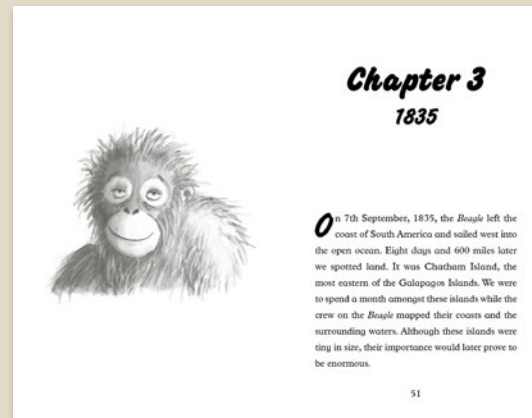 Chapter 3
1835
On 7th September, 1835, the Beagle left the
coast of South America and sailed west into
the open ocean. Eight days and 600 miles later
we spotted land. It was Chatham Island, the
most eastern of the Galapagos Islands. We were
to spend a month amongst these islands while the
crew on the Beagle mapped their coasts and the
surrounding waters. Although these islands were
tiny in size, their importance would later prove to
be enormous.
51